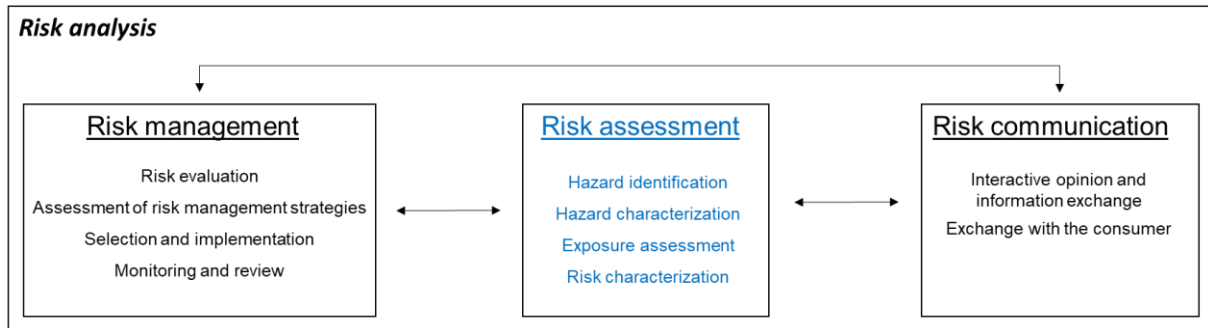 Risk analysis
Risk management
Risk evaluation
Assessment of risk management strategies
Selection and implementation
Monitoring and review
Risk assessment
Hazard identification
Hazard characterization
Exposure assessment
Risk characterization
Risk communication
Interactive opinion and
information exchange
Exchange with the consumer